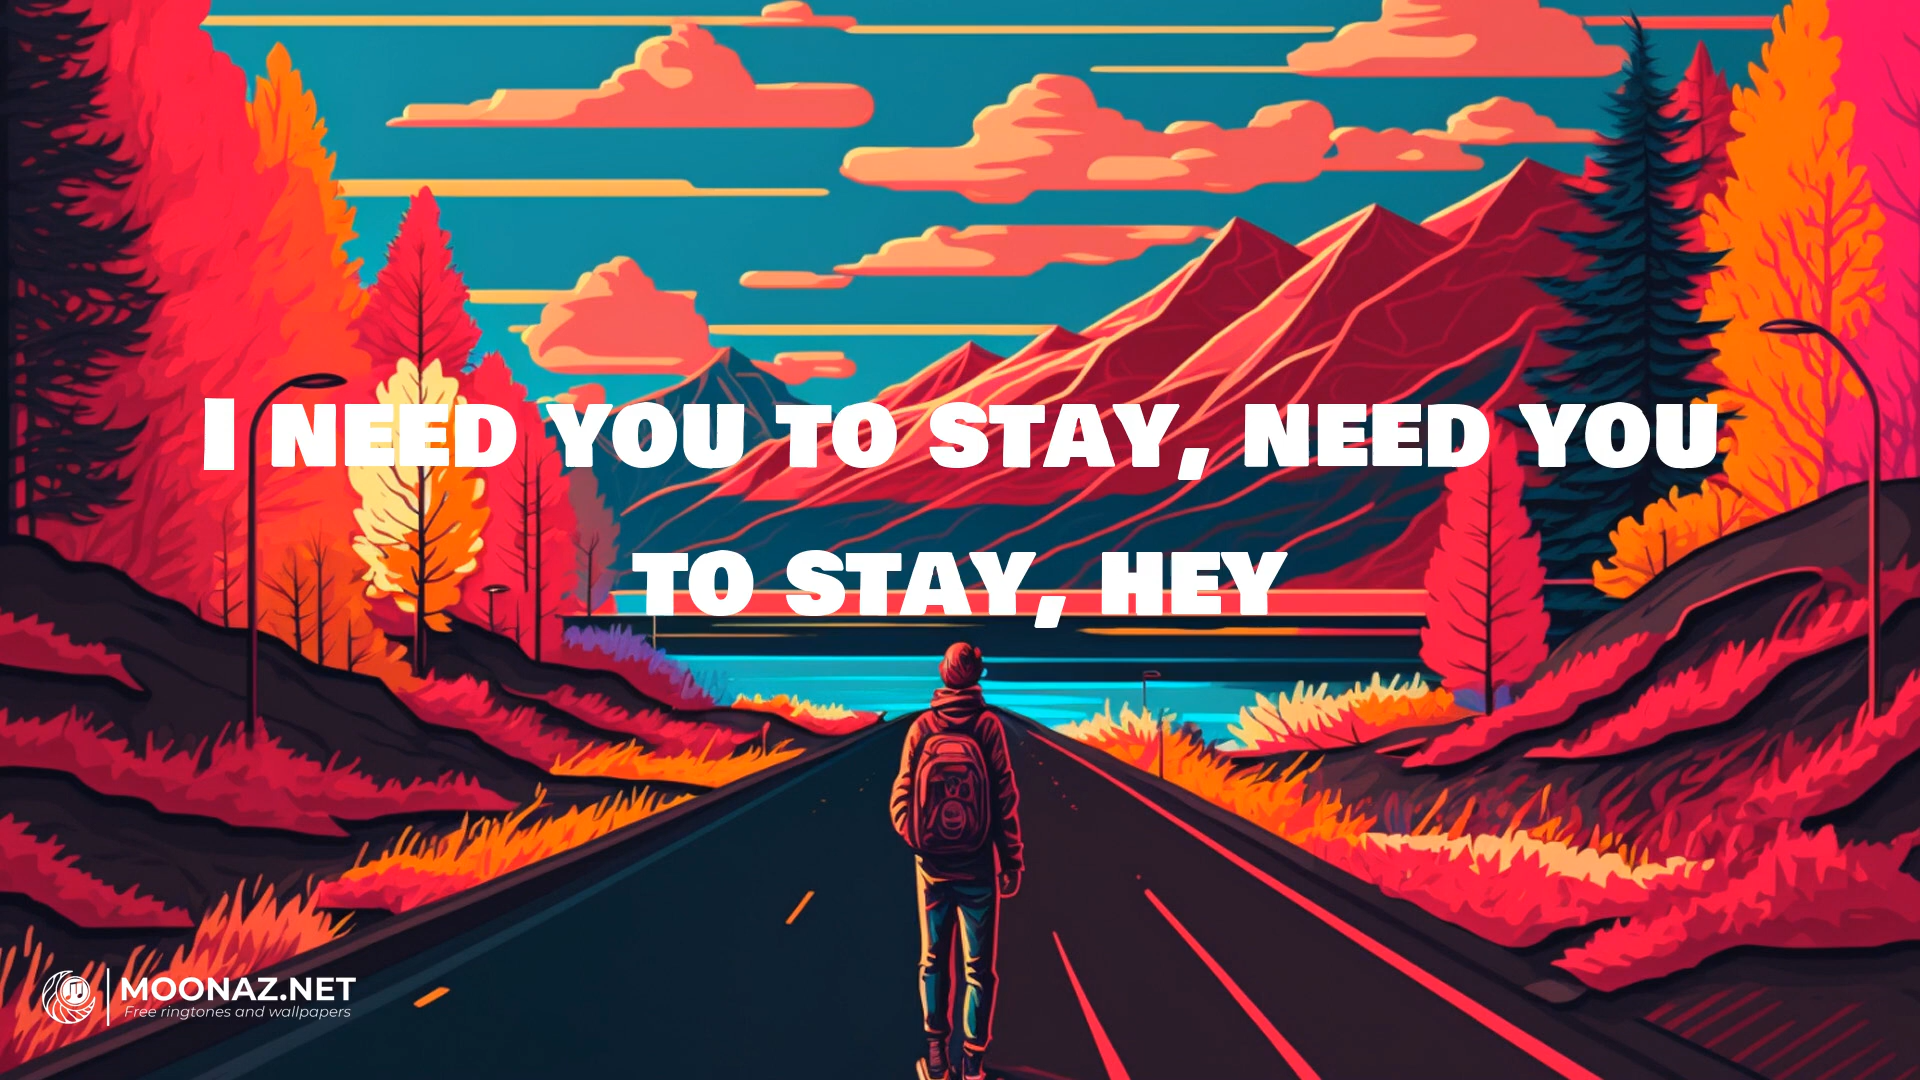 I NEED YOU TO STAY, NEED YOU
TO STAY, HEY
MOONAZ.NET
Free ringtones and wallpapers